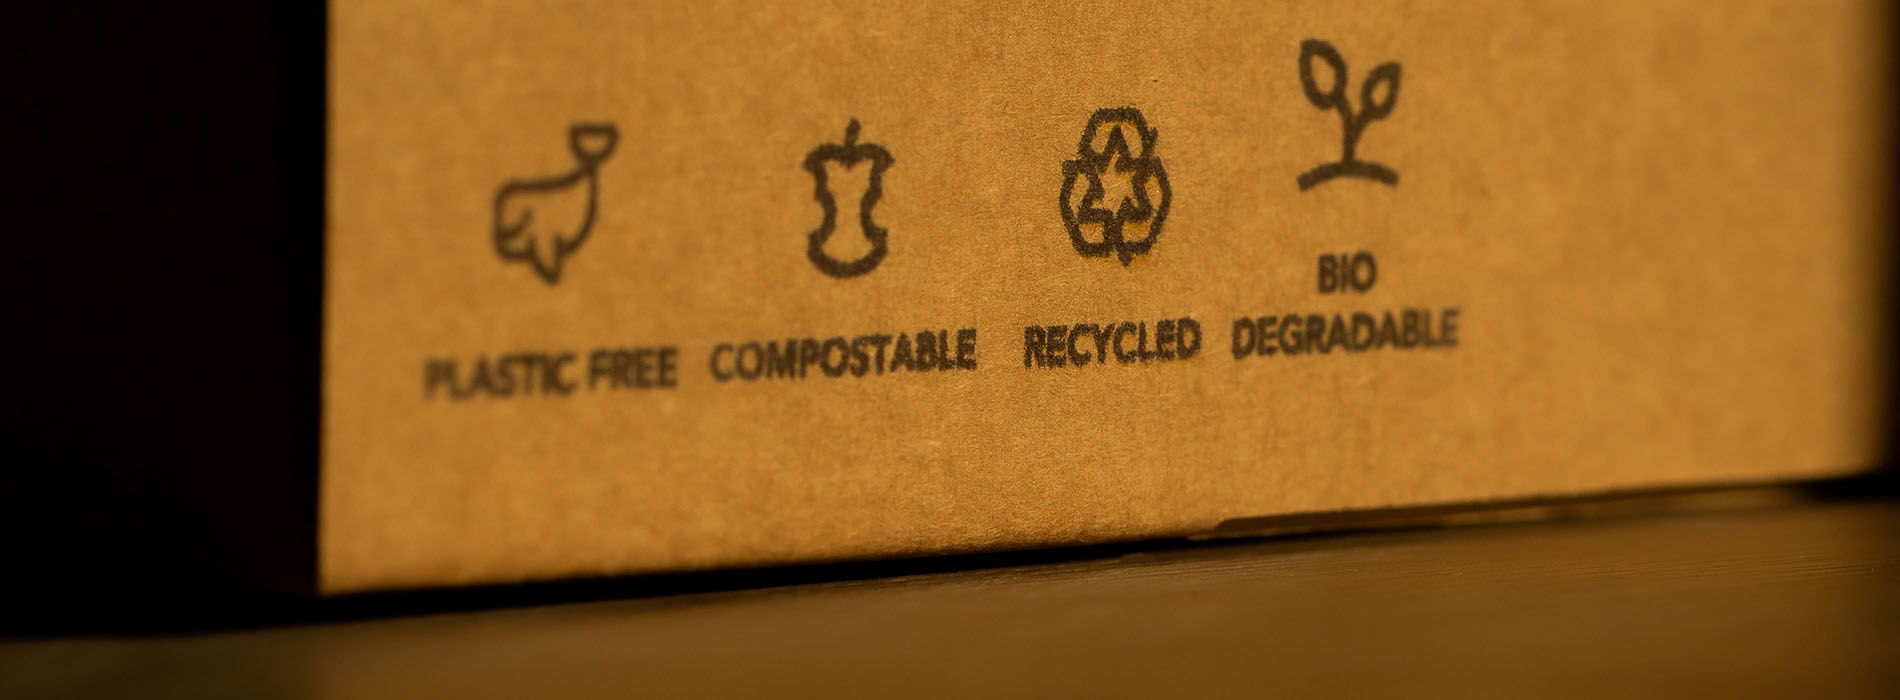 PLASTIC FREE
COMPOSTABLE
RECYCLED
BIO
DEGRADABLE